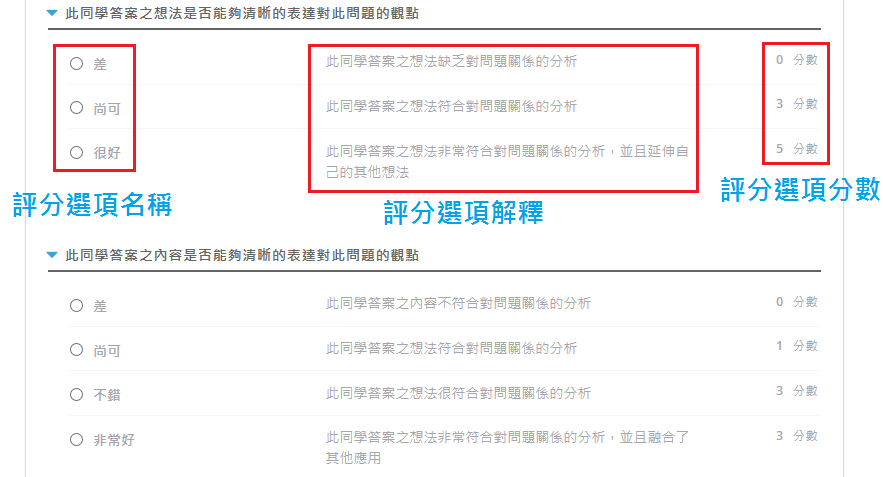 此同學答案之想法是否能夠清晰的表達對此問題的觀點
差 此同學答案之想法缺乏對問題關係的分析 0 分數
尚可 此同學答案之想法符合對問題關係的分析 3 分數
很好 此同學答案之想法非常符合對問題關係的分析，並且延伸自 5 分數
己的其他想法
評分選項名稱 評分選項解釋 評分選項分數
此同學答案之內容是否能夠清晰的表達對此問題的觀點
差 此同學答案之內容不符合對問題關係的分析 0 分數
尚可 此同學答案之想法符合對問題關係的分析 1 分數
不錯 此同學答案之想法很符合對問題關係的分析 3 分數
非常好 此同學答案之想法非常符合對問題關係的分析，並且融合了 3 分數
其他應用